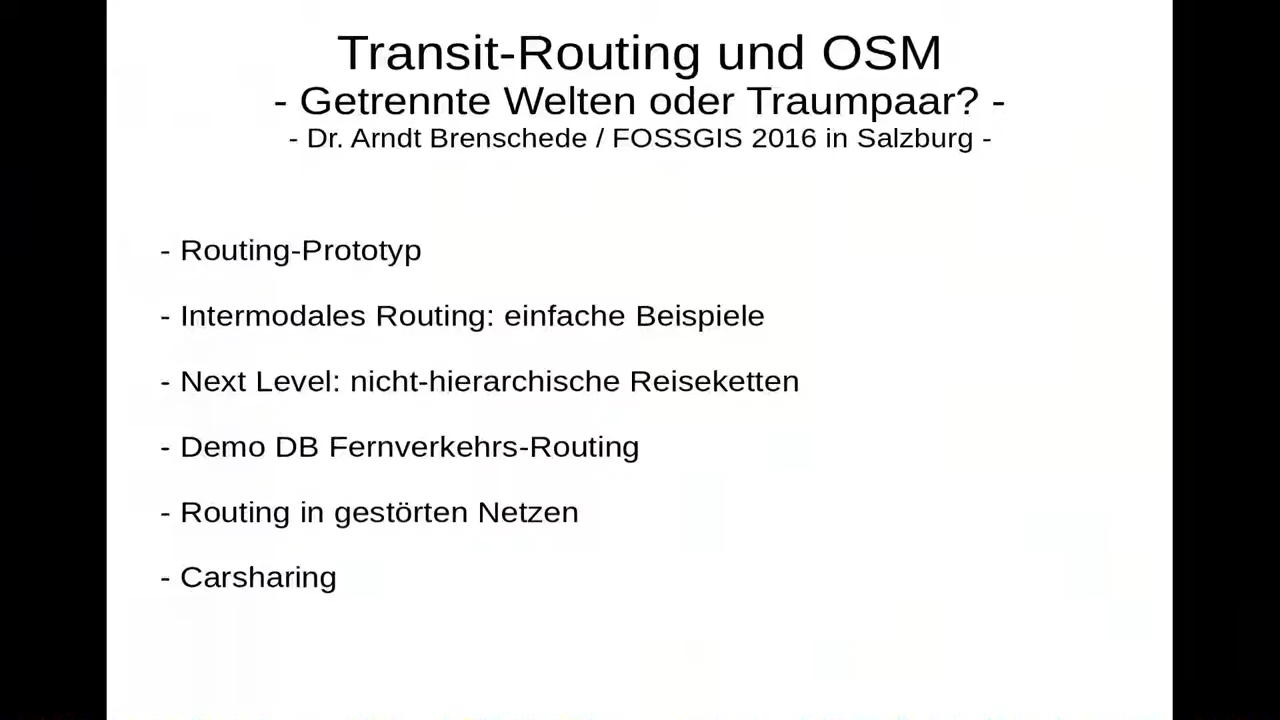 Transit-Routing und OSM
- Getrennte Welten oder Traumpaar? -
- Dr. Arndt Brenschede / FOSSGIS 2016 in Salzburg -
- Routing-Prototyp
- Intermodales Routing: einfache Beispiele
- Next Level: nicht-hierarchische Reiseketten
- Demo DB Fernverkehrs-Routing
- Routing in gestörten Netzen
- Carsharing